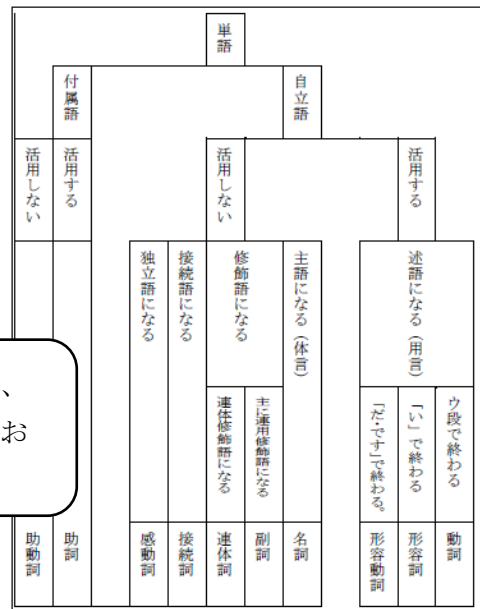 単語
自立語
付属語
活用する
活用しない
活用する
活用しない
述語になる（用言）
主語になる（体言）
修飾語になる
接続語になる
独立語になる
ウ段で終わる
「い」で終わる
「だ・です」で終わる。
主に連用修飾語になる
連体修飾語になる
、
お
動詞
形容詞
形容動詞
名詞
副詞
連体詞
接続詞
感動詞
助詞
助動詞